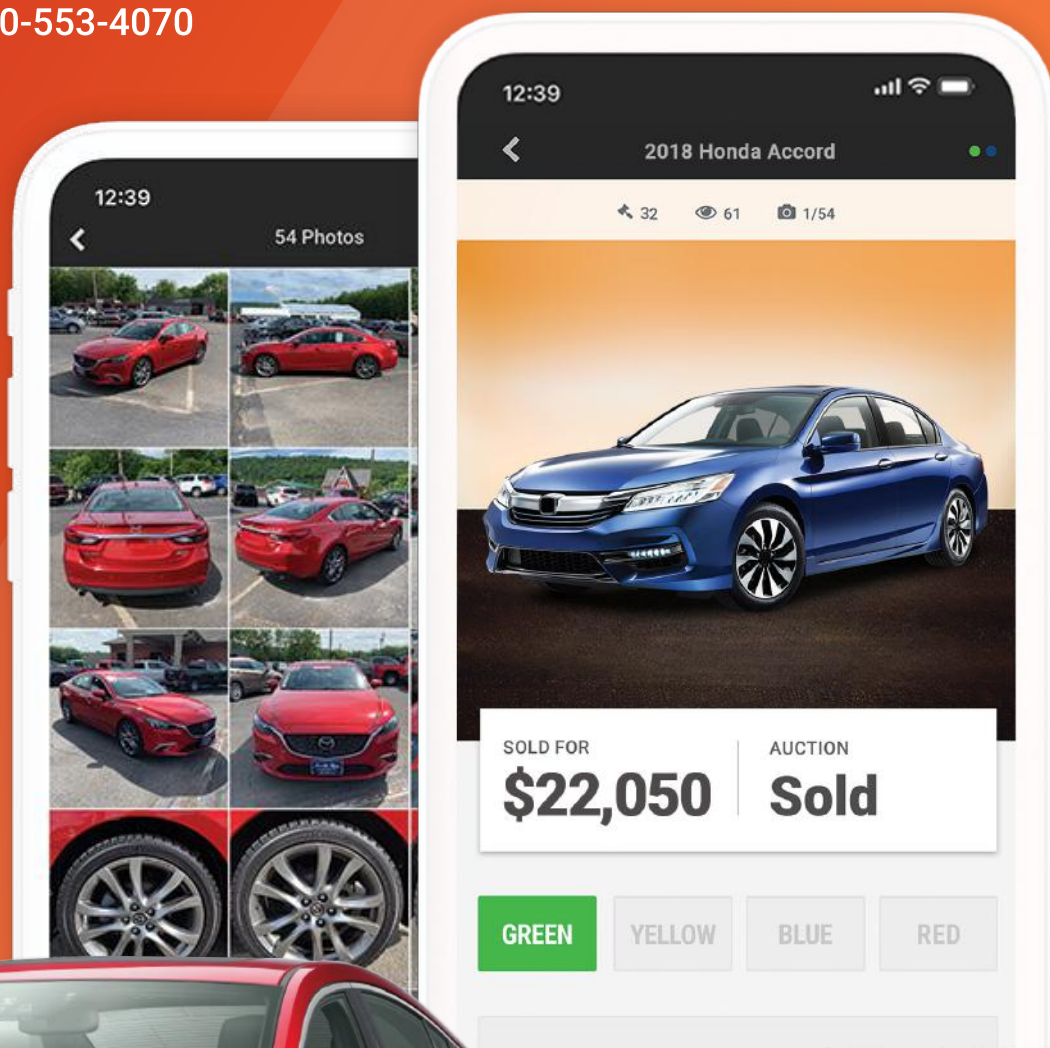 0-553-4070
12:39
54 Photos
12:39
2018 Honda Accord
32 61 1/54
SOLD FOR
$22,050
AUCTION
Sold
GREEN YELLOW BLUE RED